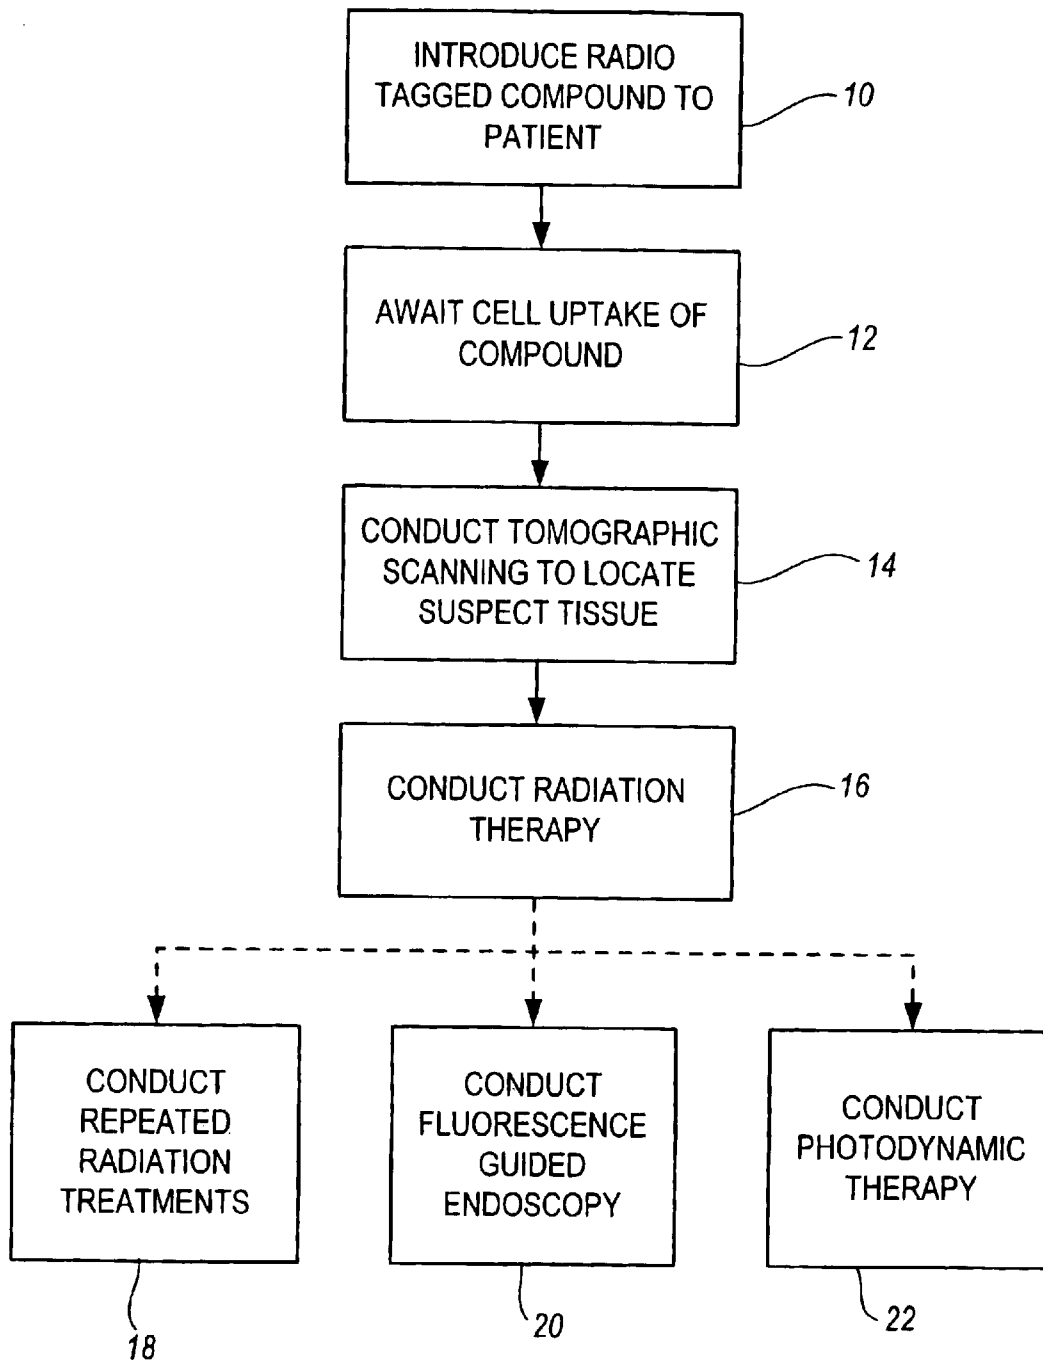 INTRODUCE RADIO
TAGGED COMPOUND TO
PATIENT
10
AWAIT CELL UPTAKE OF
COMPOUND
12
CONDUCT TOMOGRAPHIC
SCANNING TO LOCATE
SUSPECT TISSUE
14
CONDUCT RADIATION
THERAPY
16
CONDUCT
REPEATED
RADIATION
TREATMENTS
18
CONDUCT
FLUORESCENCE
GUIDED
ENDOSCOPY
20
CONDUCT
PHOTODYNAMIC
THERAPY
22